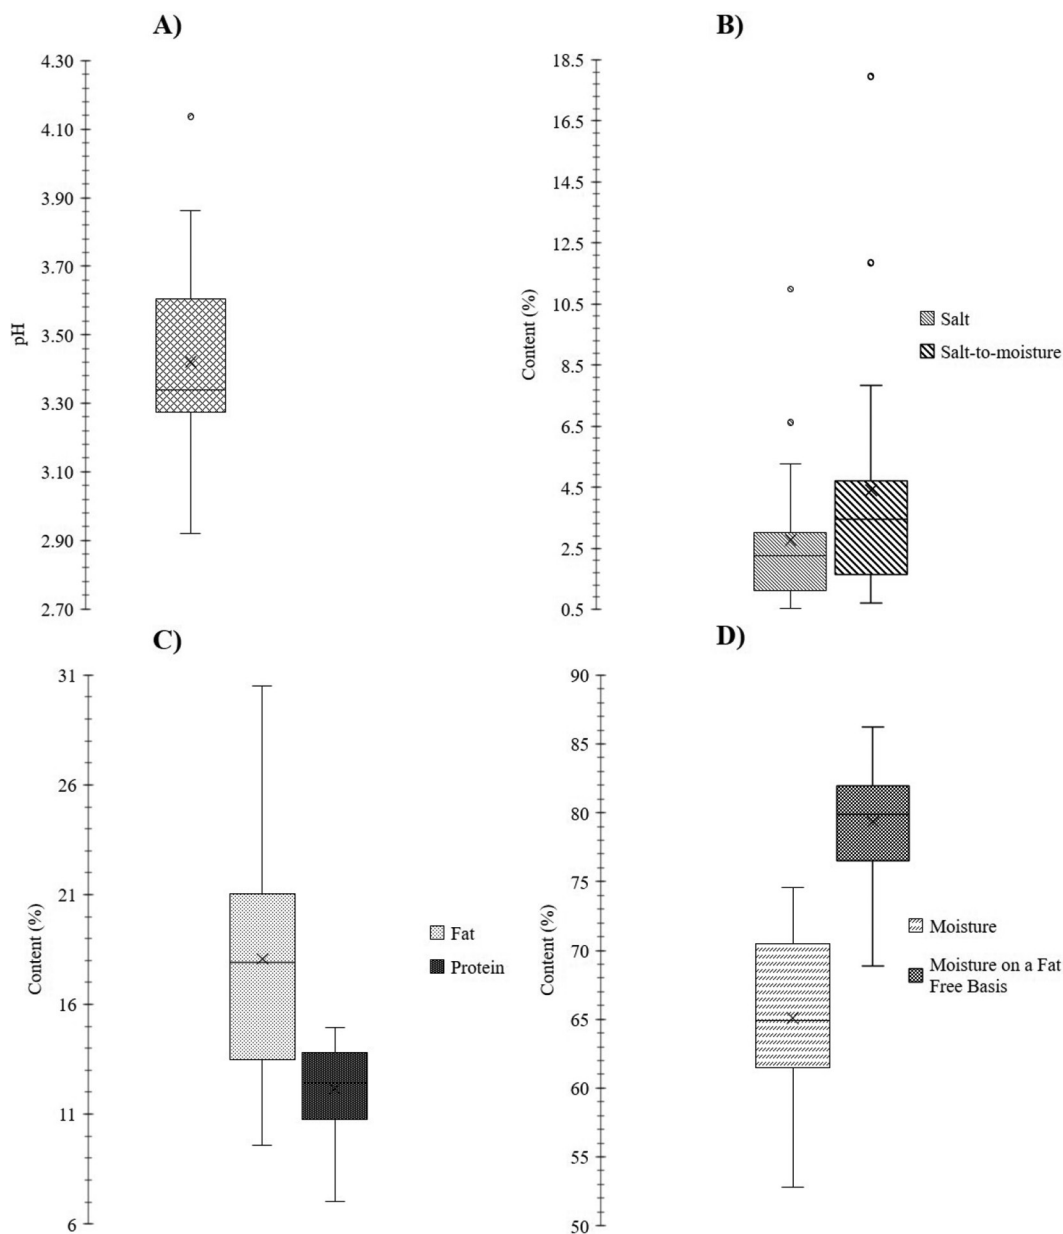 A)
4.30
4.10
3.90
3.70
3.50
3.30
3.10
2.90
2.70
pH
B)
18.5
16.5
14.5
12.5
10.5
8.5
6.5
4.5
2.5
0.5
Content (%)
Salt
Salt-to-moisture
C)
31
26
21
16
11
6
Content (%)
Fat
Protein
D)
90
85
80
75
70
65
60
55
50
Content (%)
Moisture
Moisture on a Fat
Free Basis